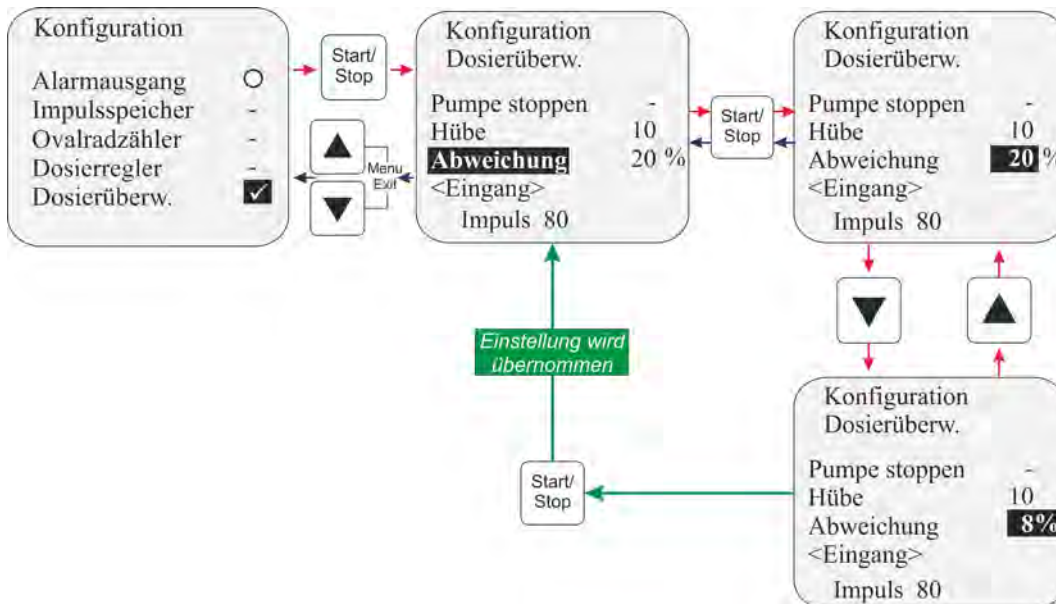 Konfiguration
Alarmausgang
Impulsspeicher -
Ovalradzähler -
Dosierregler -
Dosierüberw.
Start/
Stop
Menu
Exit
Konfiguration
Dosierüberw.
Pumpe stoppen -
Hübe 10
Abweichung 20 %
<Eingang>
Impuls 80
Start/
Stop
Konfiguration
Dosierüberw.
Pumpe stoppen -
Hübe 10
Abweichung 20 %
<Eingang>
Impuls 80
Einstellung wird
übernommen
Start/
Stop
Konfiguration
Dosierüberw.
Pumpe stoppen -
Hübe 10
Abweichung 8%
<Eingang>
Impuls 80